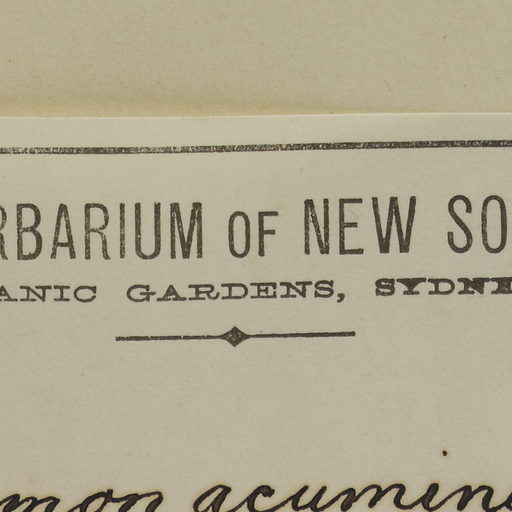 RBARIUM OF NEW SO
ANIC GARDENS, SYDNE
mon acumin